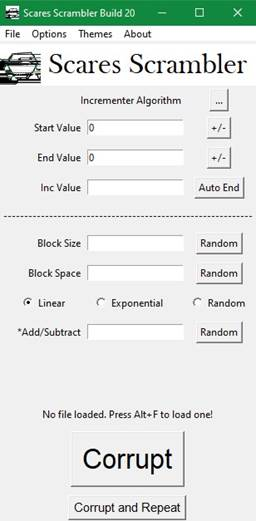 Scares Scrambler Build 20
File Options Themes About
Scares Scrambler
Incrementer Algorithm ...
Start Value 0 +/-
End Value 0 +/-
Inc Value Auto End
Block Size Random
Block Space Random
Linear Exponential Random
*Add/Subtract Random
No file loaded. Press Alt+F to load one!
Corrupt
Corrupt and Repeat